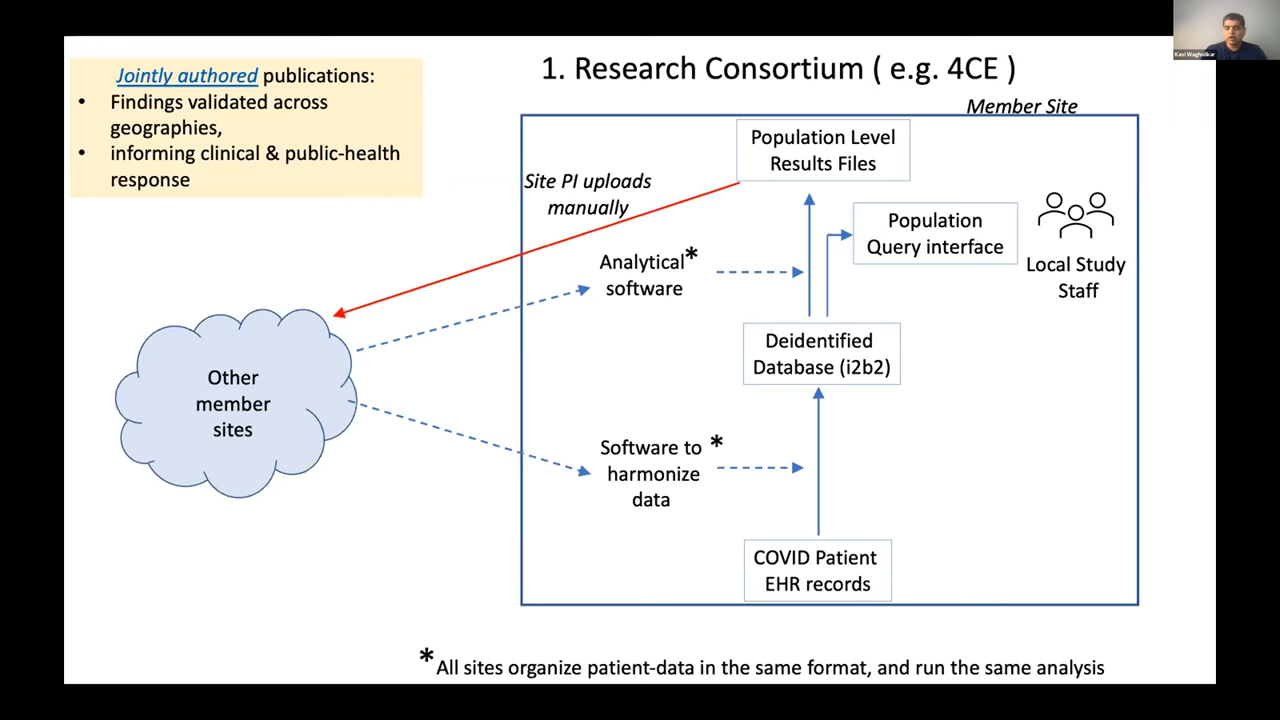 Kavi Wagholikar
1. Research Consortium ( e.g. 4CE )
Jointly authored publications:
• Findings validated across
geographies,
• informing clinical & public-health
response
Member Site
Population Level
Results Files
Site PI uploads
manually
Population
Query interface
Local Study
Staff
Analytical*
software
Deidentified
Database (i2b2)
Other
member
sites
Software to *
harmonize
data
COVID Patient
EHR records
*All sites organize patient-data in the same format, and run the same analysis